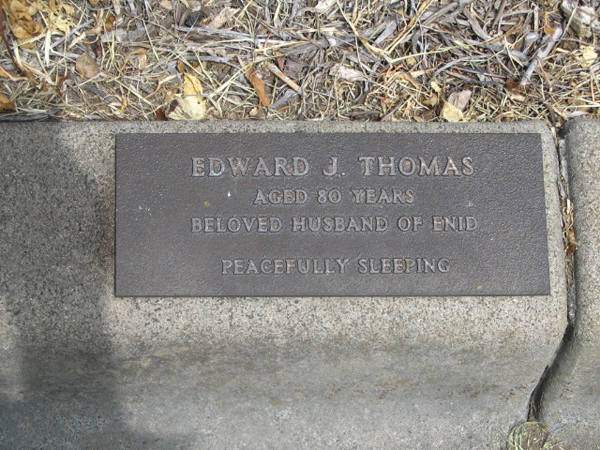 EDWARD J. THOMAS
AGED 80 YEARS
BELOVED HUSBAND OF ENID
PEACEFULLY SLEEPING